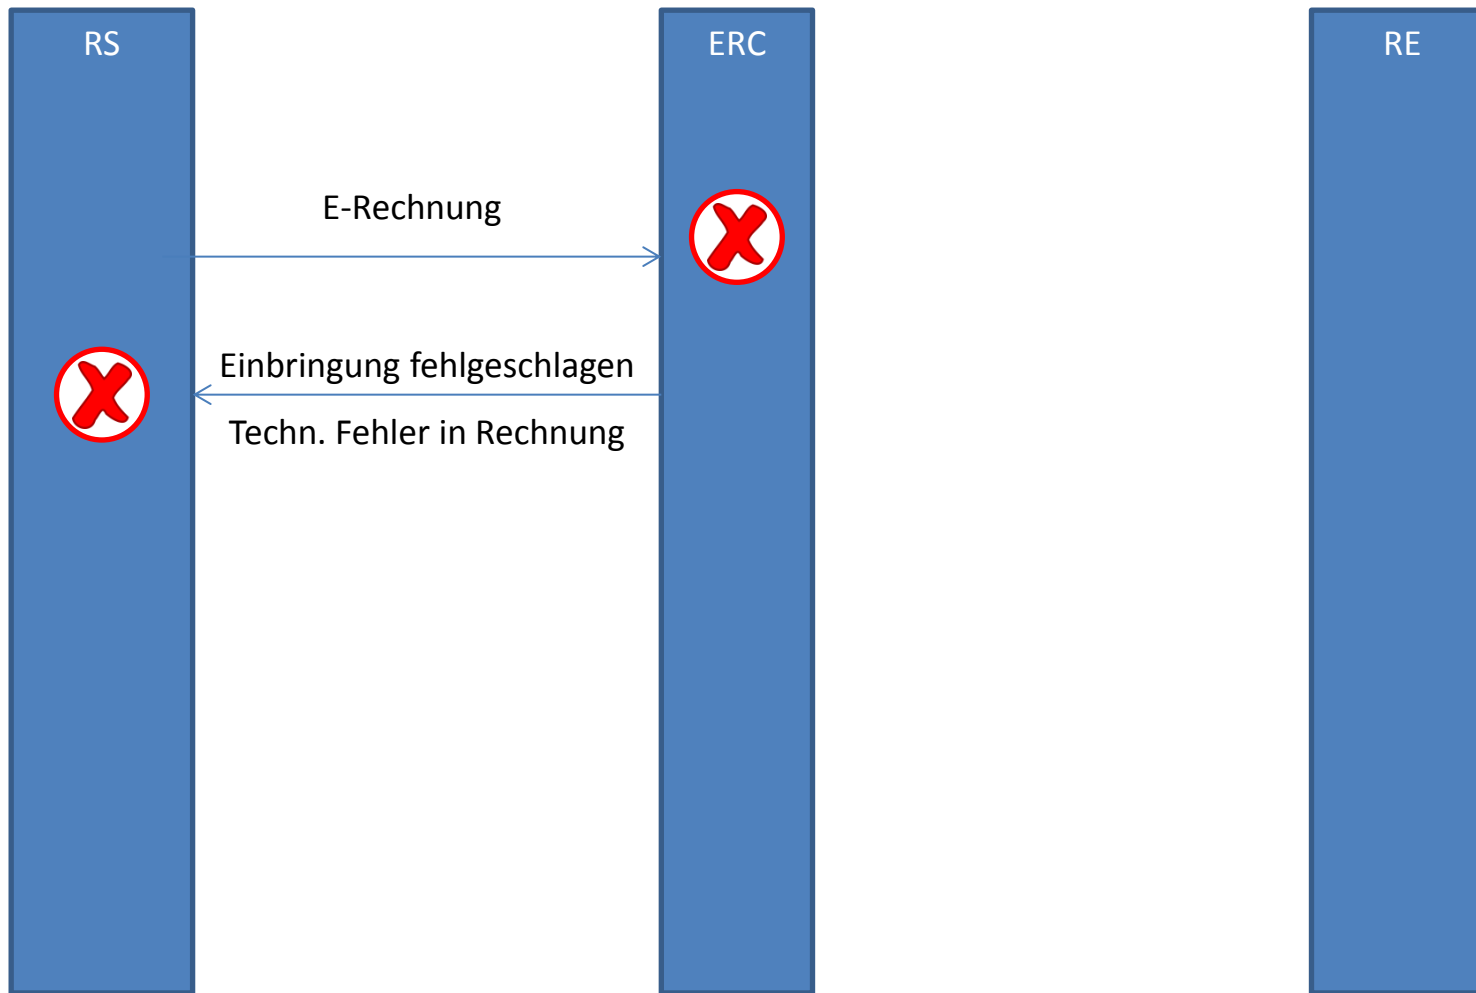 RS
ERC
RE
E-Rechnung
Einbringung fehlgeschlagen
Techn. Fehler in Rechnung